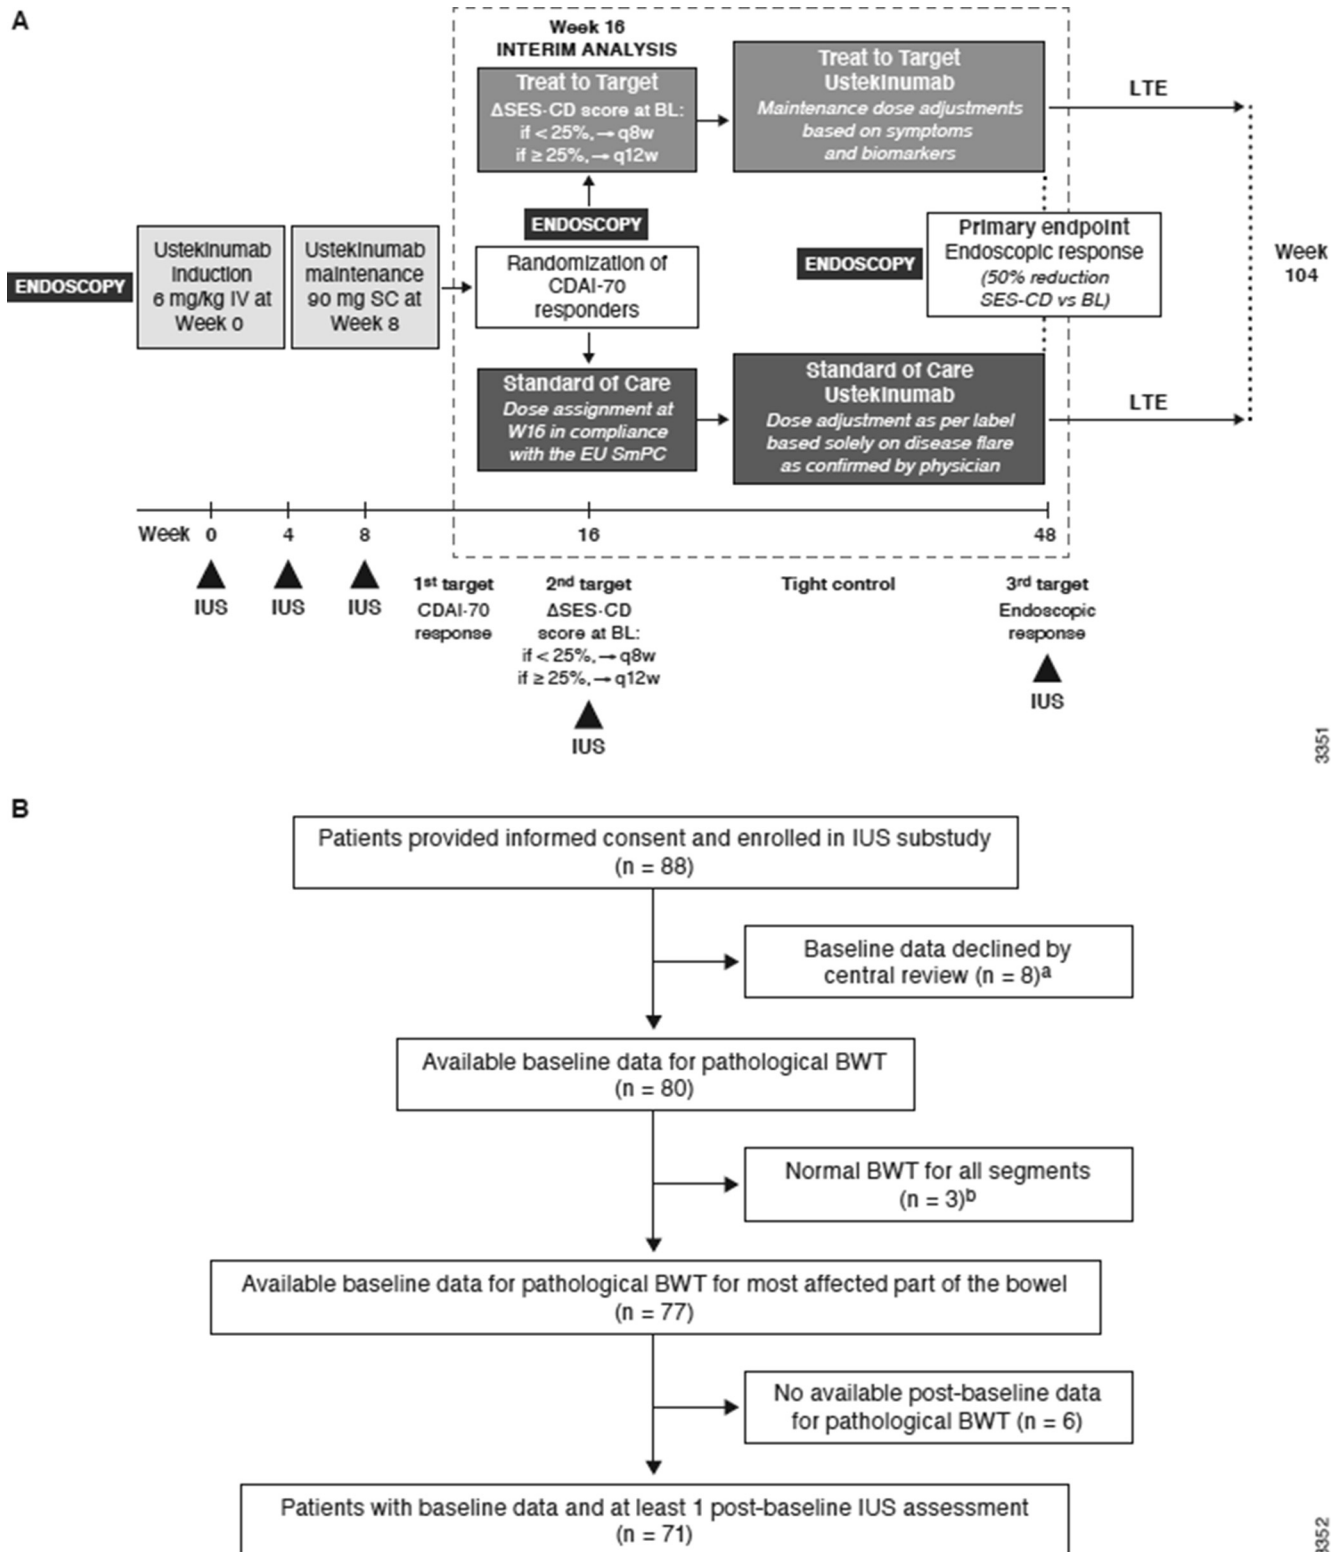 A
Week 16
INTERIM ANALYSIS
Treat to Target
ΔSES-CD score at BL:
if < 25%, → q8w
if ≥ 25%, → q12w
Treat to Target
Ustekinumab
Maintenance dose adjustments
based on symptoms
and biomarkers
LTE
ENDOSCOPY
Ustekinumab
induction
6 mg/kg IV at
Week 0
Ustekinumab
maintenance
90 mg SC at
Week 8
ENDOSCOPY
Randomization of
CDAI-70
responders
ENDOSCOPY
Primary endpoint
Endoscopic response
(50% reduction
SES-CD vs BL)
Week
104
Standard of Care
Dose assignment at
W16 in compliance
with the EU SmPC
Standard of Care
Ustekinumab
Dose adjustment as per label
based solely on disease flare
as confirmed by physician
LTE
Week 0 4 8 16 48
IUS IUS IUS
1st target
CDAI-70
response
2nd target
ΔSES-CD
score at BL:
if < 25%, → q8w
if ≥ 25%, → q12w
IUS
Tight control
3rd target
Endoscopic
response
IUS
3351
B
Patients provided informed consent and enrolled in IUS substudy
(n = 88)
Baseline data declined by
central review (n = 8)a
Available baseline data for pathological BWT
(n = 80)
Normal BWT for all segments
(n = 3)b
Available baseline data for pathological BWT for most affected part of the bowel
(n = 77)
No available post-baseline data
for pathological BWT (n = 6)
Patients with baseline data and at least 1 post-baseline IUS assessment
(n = 71)
3352